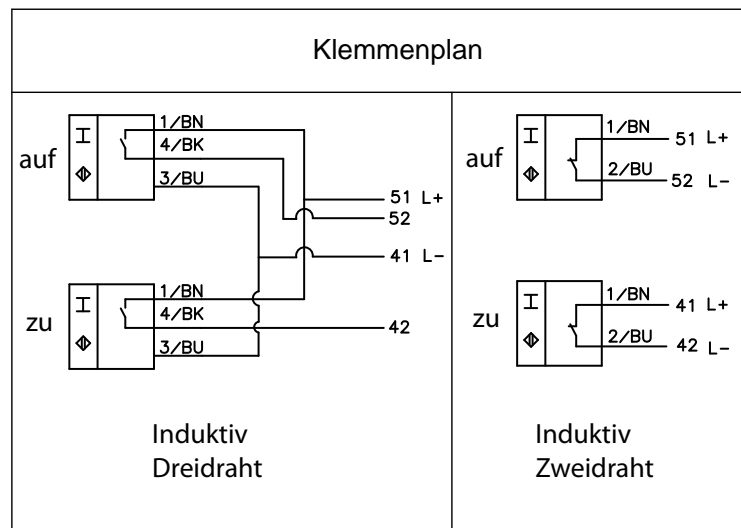 Klemmenplan
auf
1/BN
4/BK
3/BU
51 L+
52
41 L-
zu
1/BN
4/BK
3/BU
42
Induktiv
Dreidraht
auf
1/BN
51 L+
2/BU
52 L-
zu
1/BN
41 L+
2/BU
42 L-
Induktiv
Zweidraht